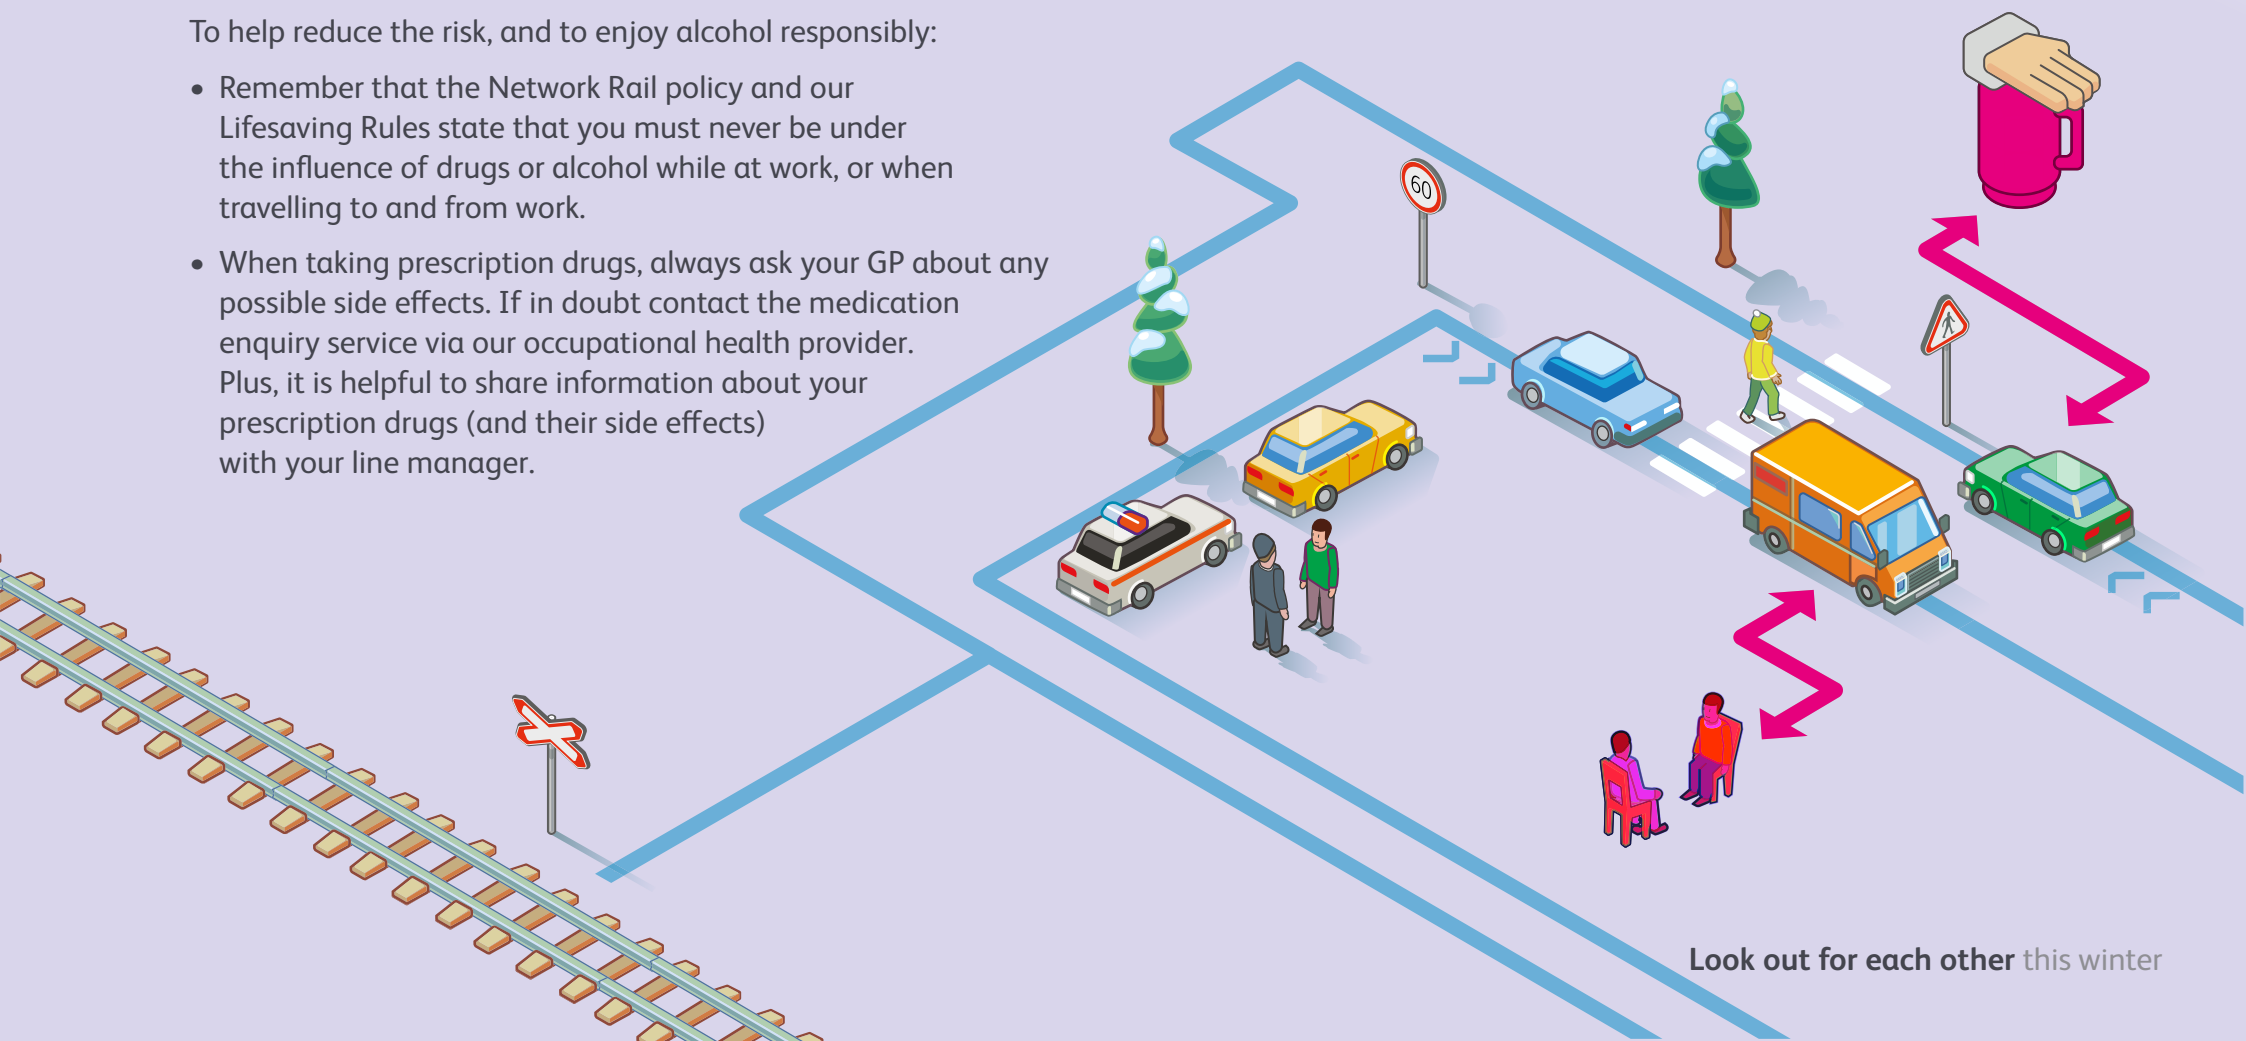 To help reduce the risk, and to enjoy alcohol responsibly:
• Remember that the Network Rail policy and our
Lifesaving Rules state that you must never be under
the influence of drugs or alcohol while at work, or when
travelling to and from work.
• When taking prescription drugs, always ask your GP about any
possible side effects. If in doubt contact the medication
enquiry service via our occupational health provider.
Plus, it is helpful to share information about your
prescription drugs (and their side effects)
with your line manager.
60
Look out for each other this winter